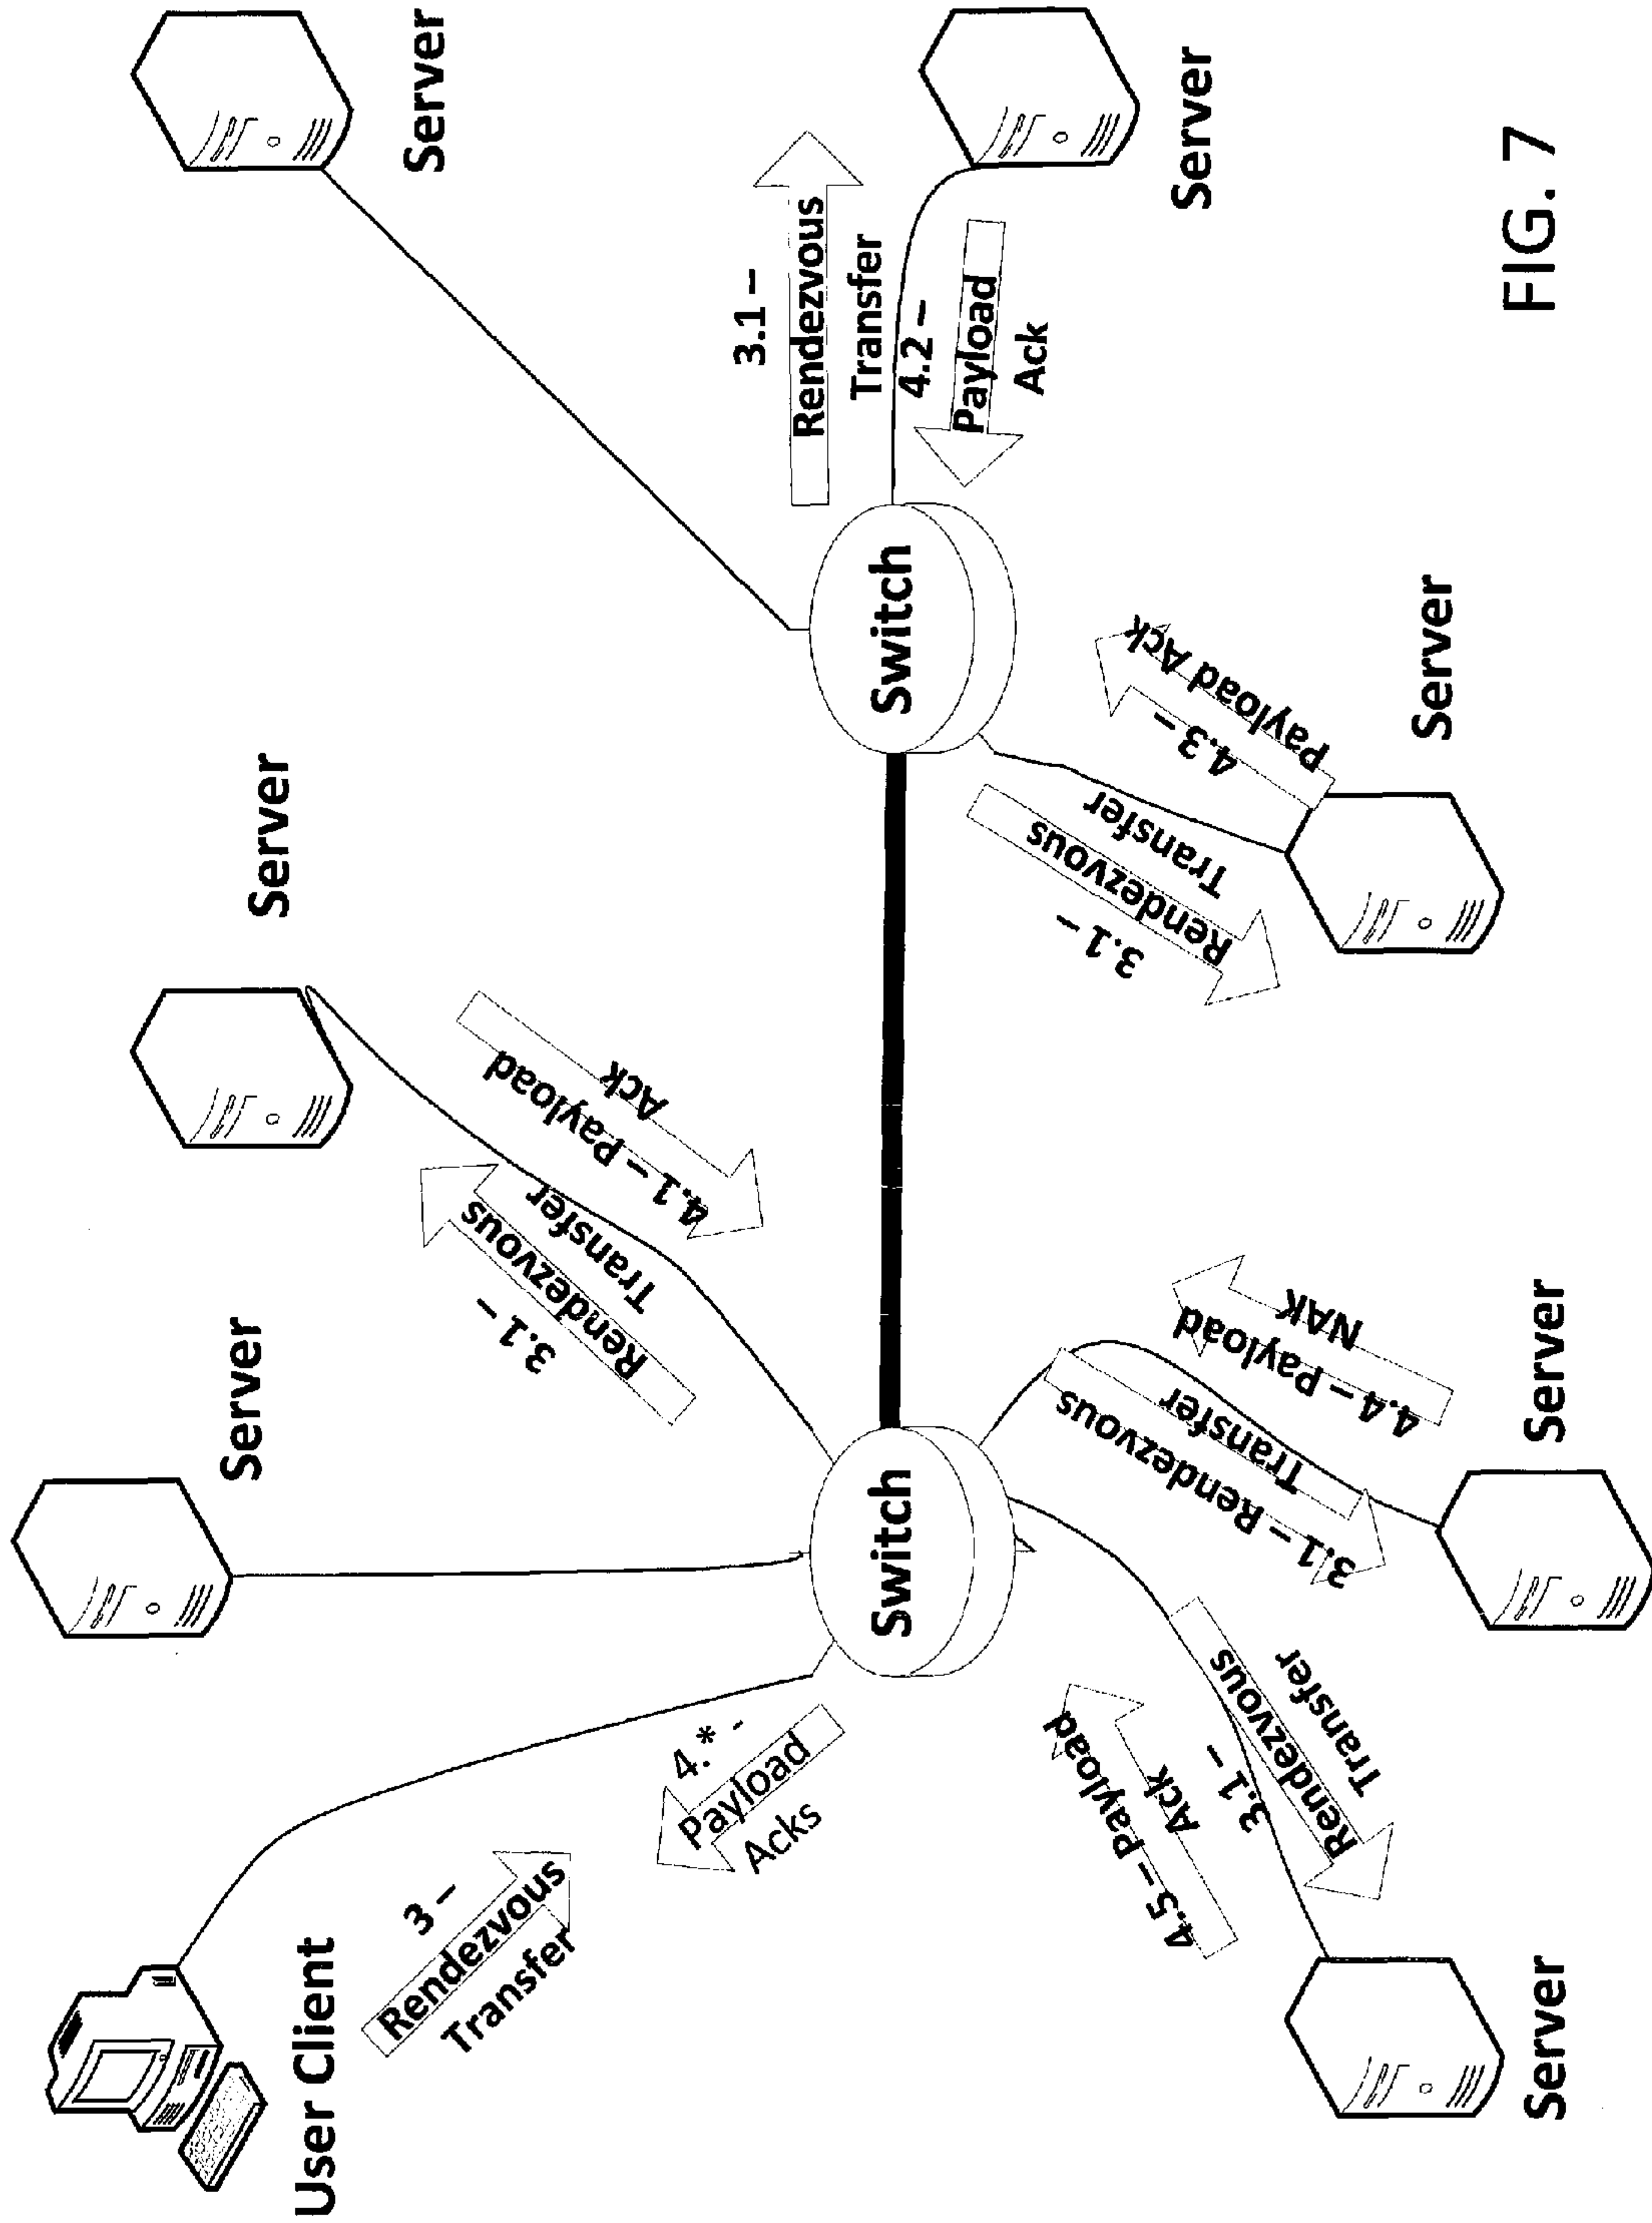 User Client
3 –
Rendezvous
Transfer
4.* -
Payload
Acks
Server
Server
3.1 –
Rendezvous
Transfer
4.1 – Payload
Ack
Server
Switch
Switch
3.1 –
Rendezvous
Transfer
4.2 –
Payload
Ack
Server
4.5 – Payload
Ack
3.1 –
Rendezvous
Transfer
Server
3.1 – Rendezvous
Transfer
4.4 – Payload
NAK
Server
3.1 –
Rendezvous
Transfer
4.3 –
Payload Ack
Server
FIG. 7